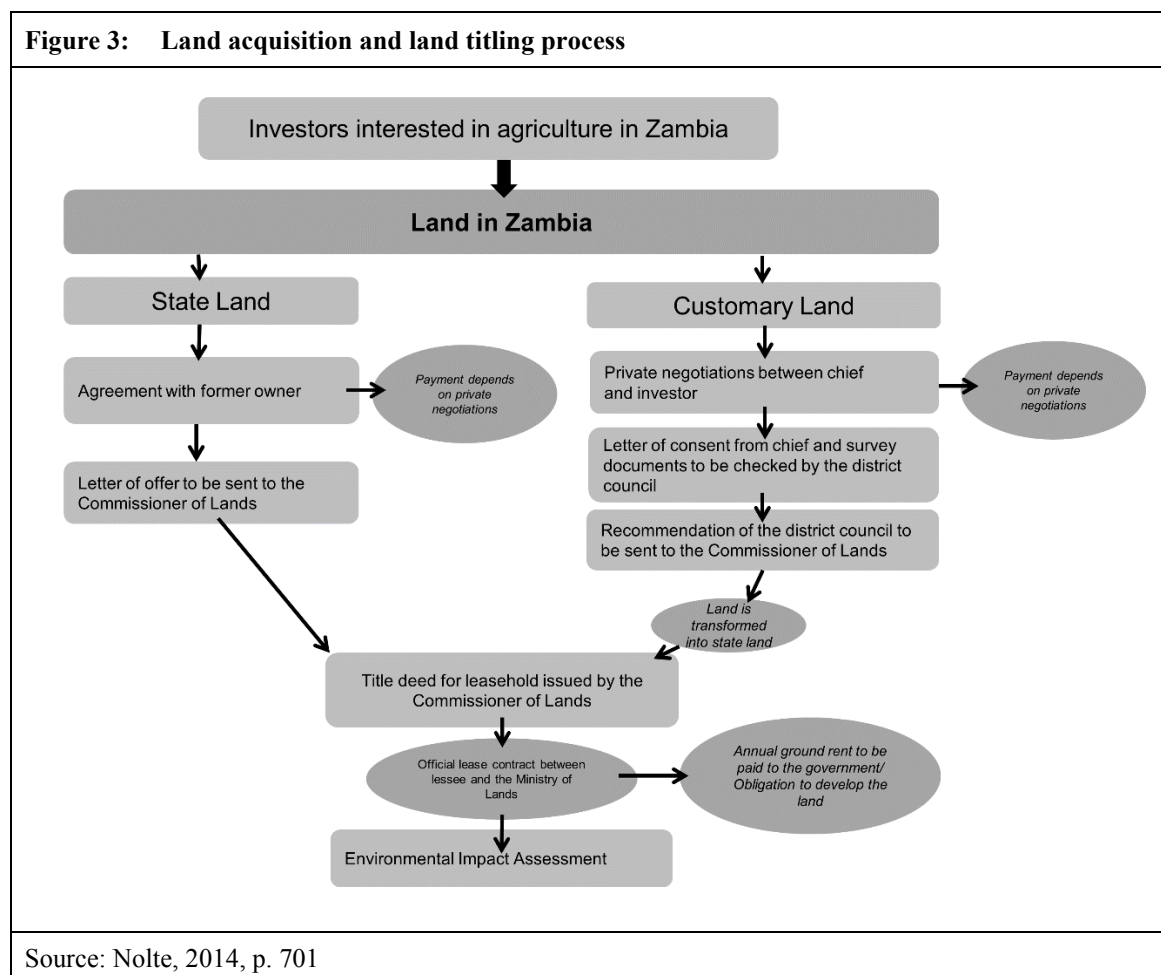 Figure 3: Land acquisition and land titling process
Investors interested in agriculture in Zambia
Land in Zambia
State Land
Customary Land
Agreement with former owner
Payment depends
on private
negotiations
Private negotiations between chief
and investor
Payment depends
on private
negotiations
Letter of offer to be sent to the
Commissioner of Lands
Letter of consent from chief and survey
documents to be checked by the district
council
Recommendation of the district council to
be sent to the Commissioner of Lands
Land is
transformed
into state land
Title deed for leasehold issued by the
Commissioner of Lands
Official lease contract between
lessee and the Ministry of
Lands
Annual ground rent to be
paid to the government/
Obligation to develop the
land
Environmental Impact Assessment
Source: Nolte, 2014, p. 701